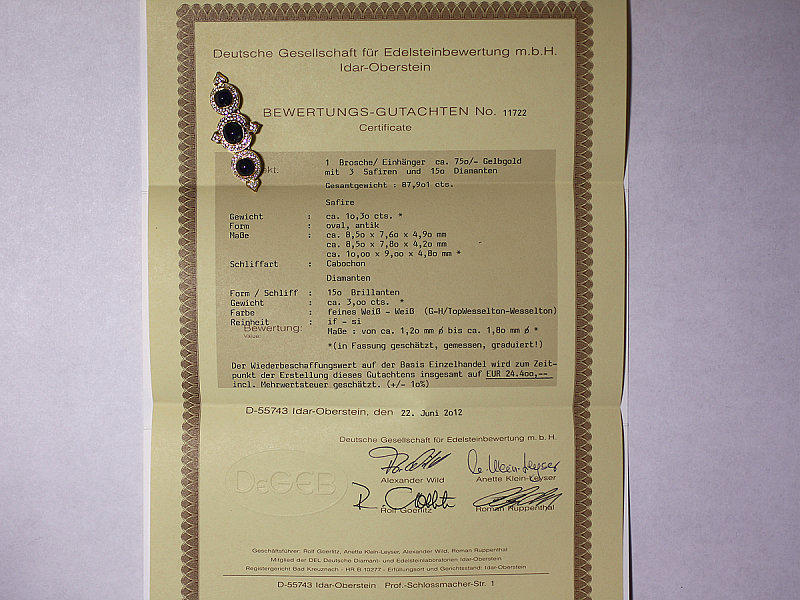 Deutsche Gesellschaft für Edelsteinbewertung m.b.H.
Idar-Oberstein
BEWERTUNGS-GUTACHTEN No. 11722
Certificate
kt: 1 Brosche/ Einhänger ca. 75o/- Gelbgold
mit 3 Safiren und 15o Diamanten
Gesamtgewicht : 87,9o1 cts.
Safire
Gewicht : ca. 1o,3o cts. *
Form : oval, antik
Maße : ca. 8,5o x 7,6o x 4,9o mm
ca. 8,5o x 7,8o x 4,2o mm
ca. 1o,oo x 9,oo x 4,8o mm *
Schliffart : Cabochon
Diamanten
Form / Schliff : 15o Brillanten
Gewicht : ca. 3,oo cts. *
Farbe : feines Weiß - Weiß (G-H/TopWesselton-Wesselton)
Reinheit : if - si
Bewertung: Maße : von ca. 1,2o mm ø bis ca. 1,8o mm ø *
Value:
*(in Fassung geschätzt, gemessen, graduiert!)
Der Wiederbeschaffungswert auf der Basis Einzelhandel wird zum Zeit-
punkt der Erstellung dieses Gutachtens insgesamt auf EUR 24.4oo,--
incl. Mehrwertsteuer geschätzt. (+/- 1o%)
D-55743 Idar-Oberstein, den 22. Juni 2o12
Deutsche Gesellschaft für Edelsteinbewertung m.b.H.
DeGEB
Alexander Wild Anette Klein-Leyser
Rolf Goerlitz Roman Ruppenthal
Geschäftsführer: Rolf Goerlitz, Anette Klein-Leyser, Alexander Wild, Roman Ruppenthal
Mitglied der DEL Deutsche Diamant- und Edelsteinlaboratorien Idar-Oberstein
Registergericht Bad Kreuznach - HR B 10277 - Erfüllungsort und Gerichtsstand: Idar-Oberstein
D-55743 Idar-Oberstein Prof.-Schlossmacher-Str. 1